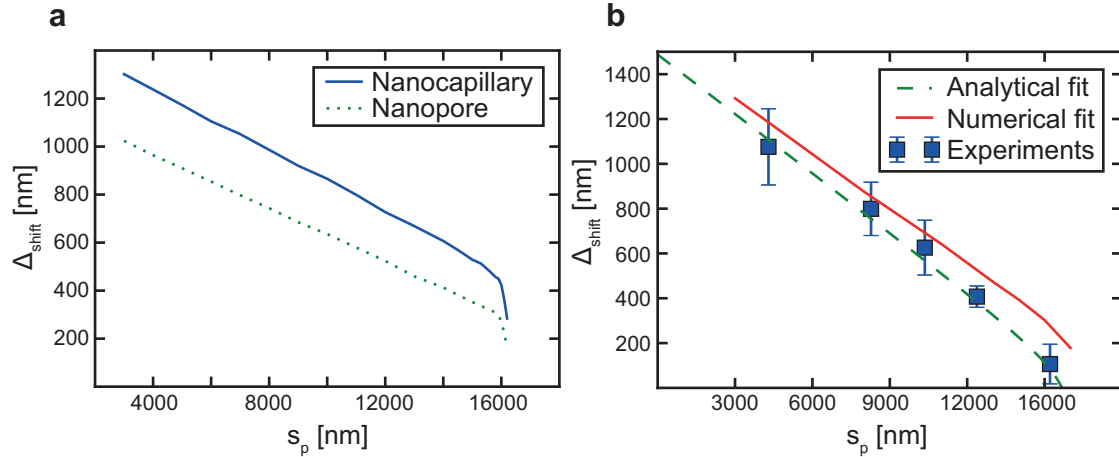 a
Δshift [nm]
1200
1000
800
600
400
200
4000
8000
12000
16000
sp [nm]
Nanocapillary
Nanopore
b
Δshift [nm]
1400
1200
1000
800
600
400
200
3000
6000
9000
12000
16000
sp [nm]
Analytical fit
Numerical fit
Experiments